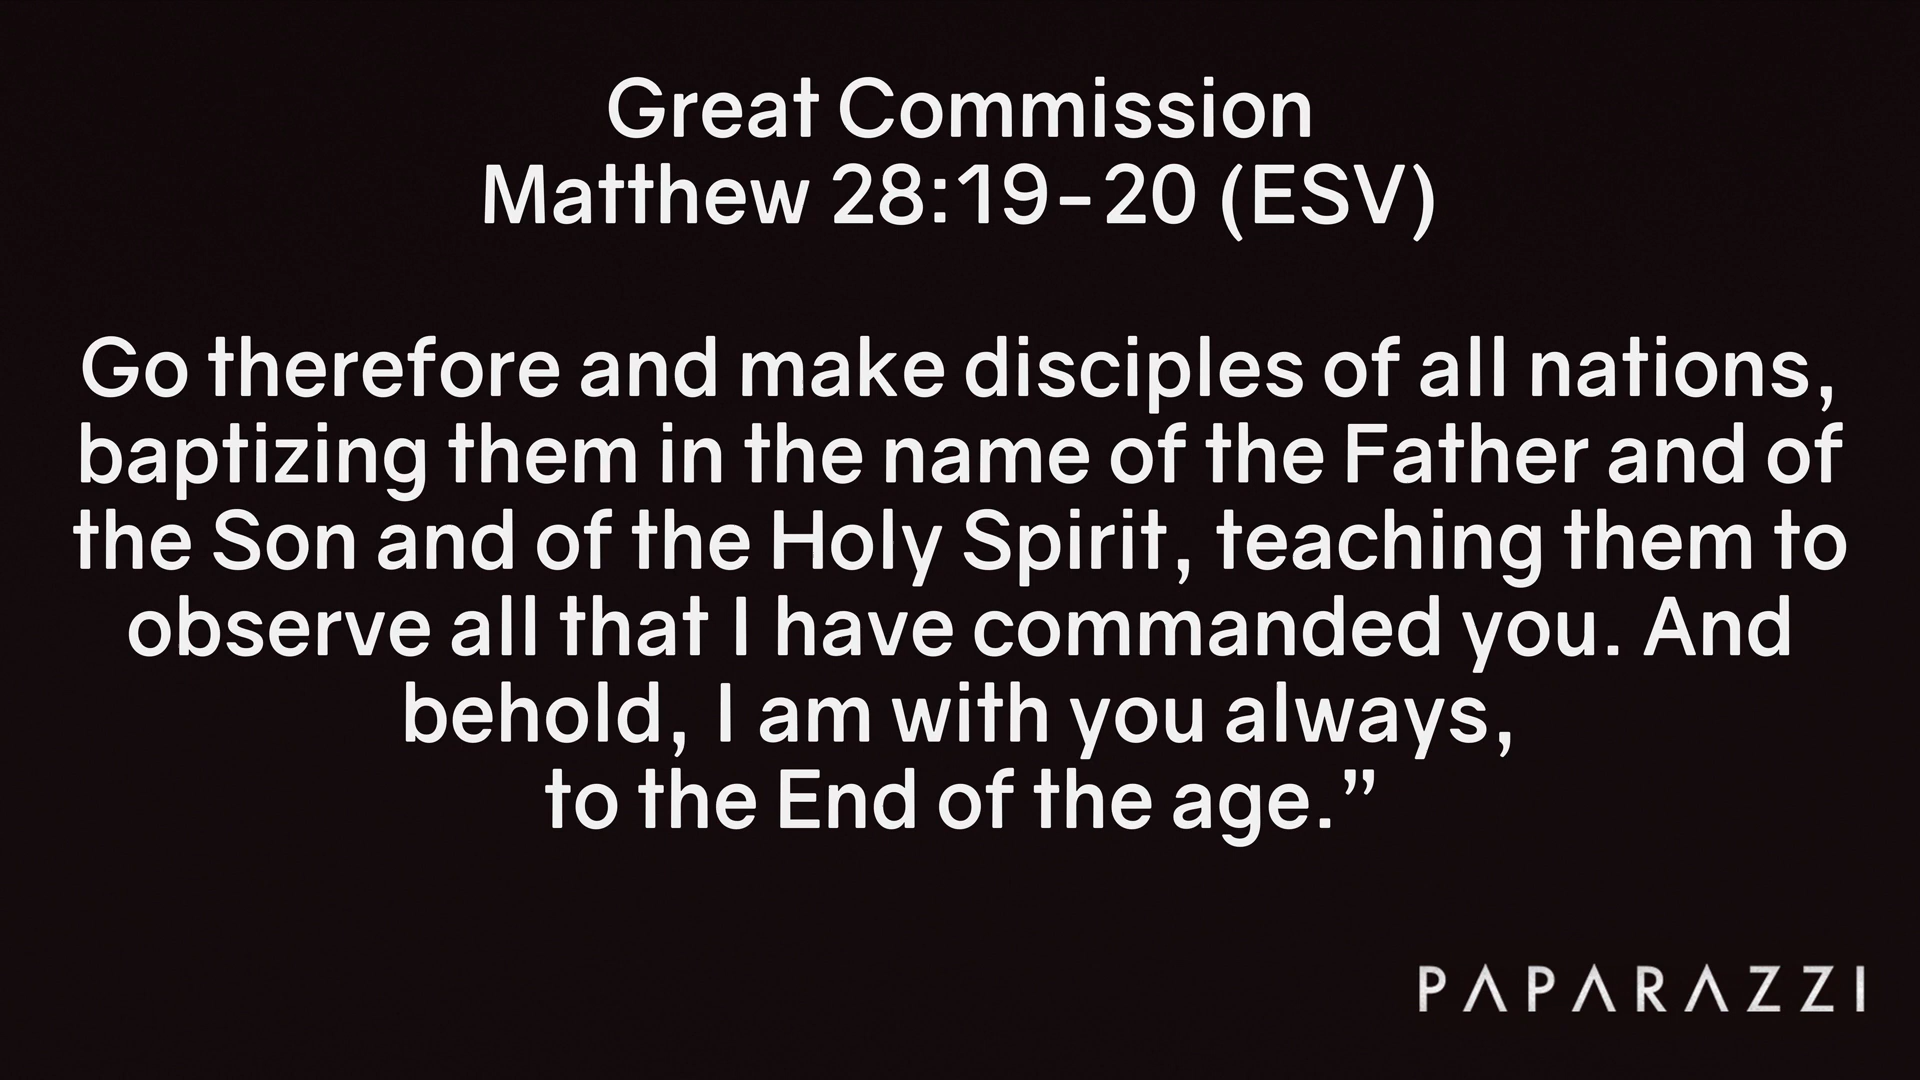 Great Commission
Matthew 28:19-20 (ESV)
Go therefore and make disciples of all nations,
baptizing them in the name of the Father and of
the Son and of the Holy Spirit, teaching them to
observe all that I have commanded you. And
behold, I am with you always,
to the End of the age.”
PAPARAZZI